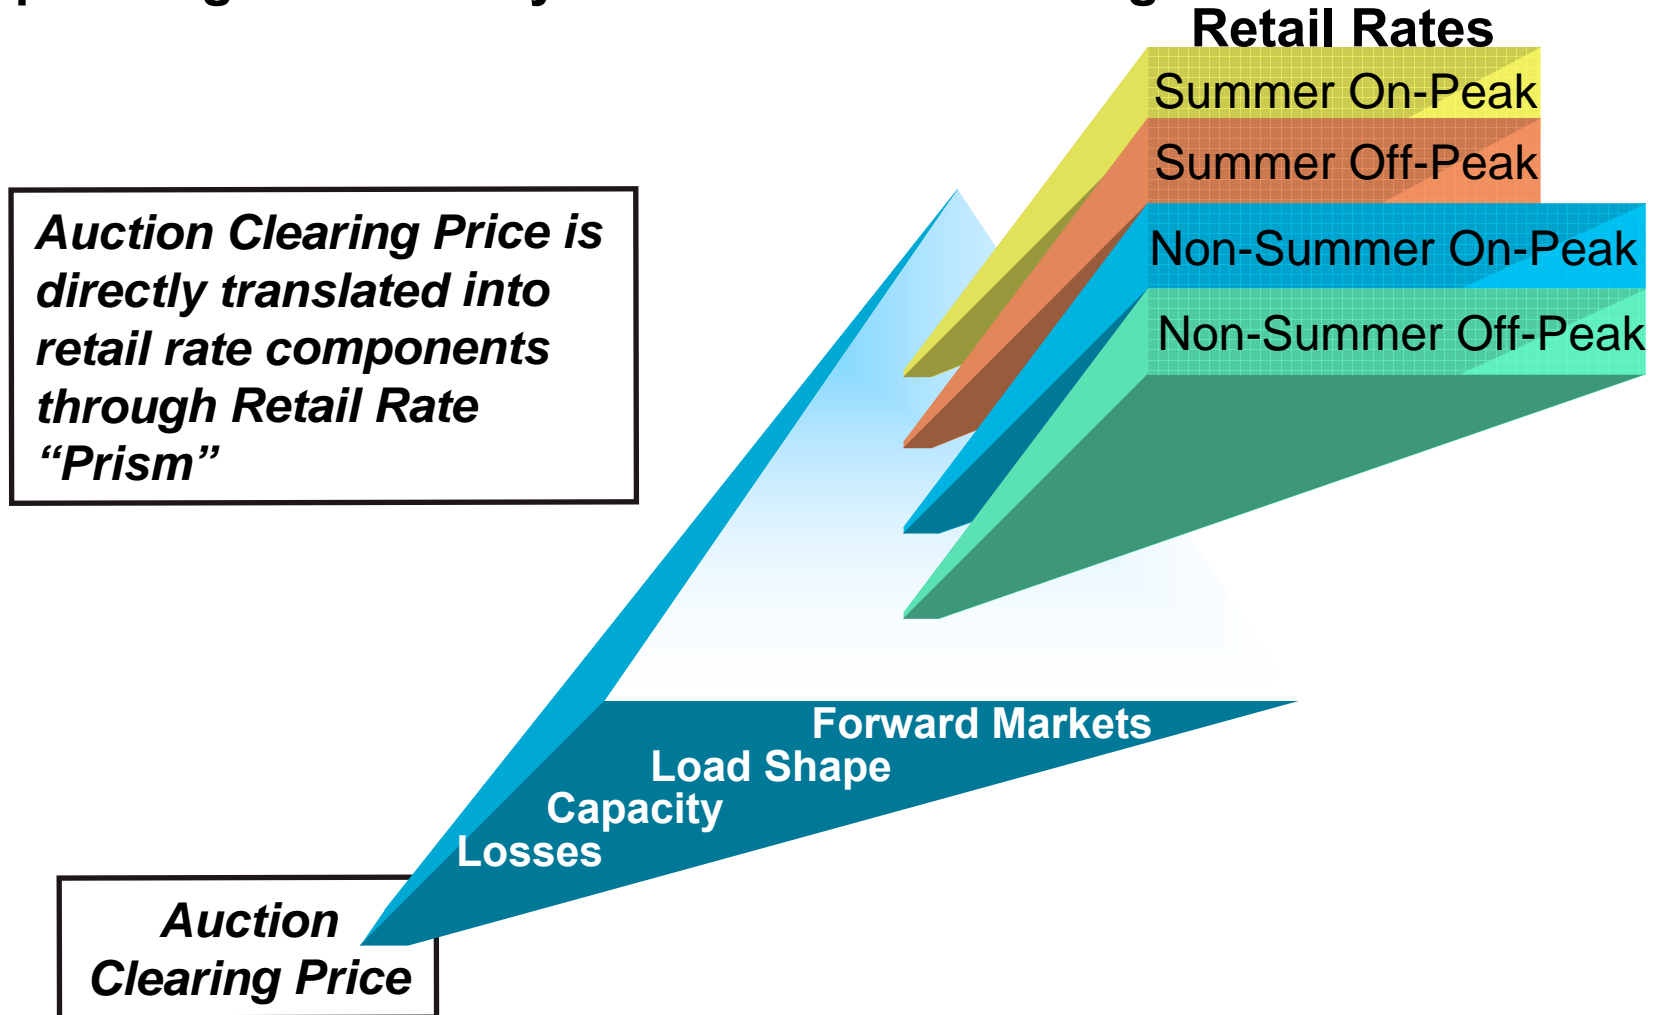 Retail Rates
Summer On-Peak
Summer Off-Peak
Non-Summer On-Peak
Non-Summer Off-Peak
Auction Clearing Price is
directly translated into
retail rate components
through Retail Rate
“Prism”
Forward Markets
Load Shape
Capacity
Losses
Auction
Clearing Price